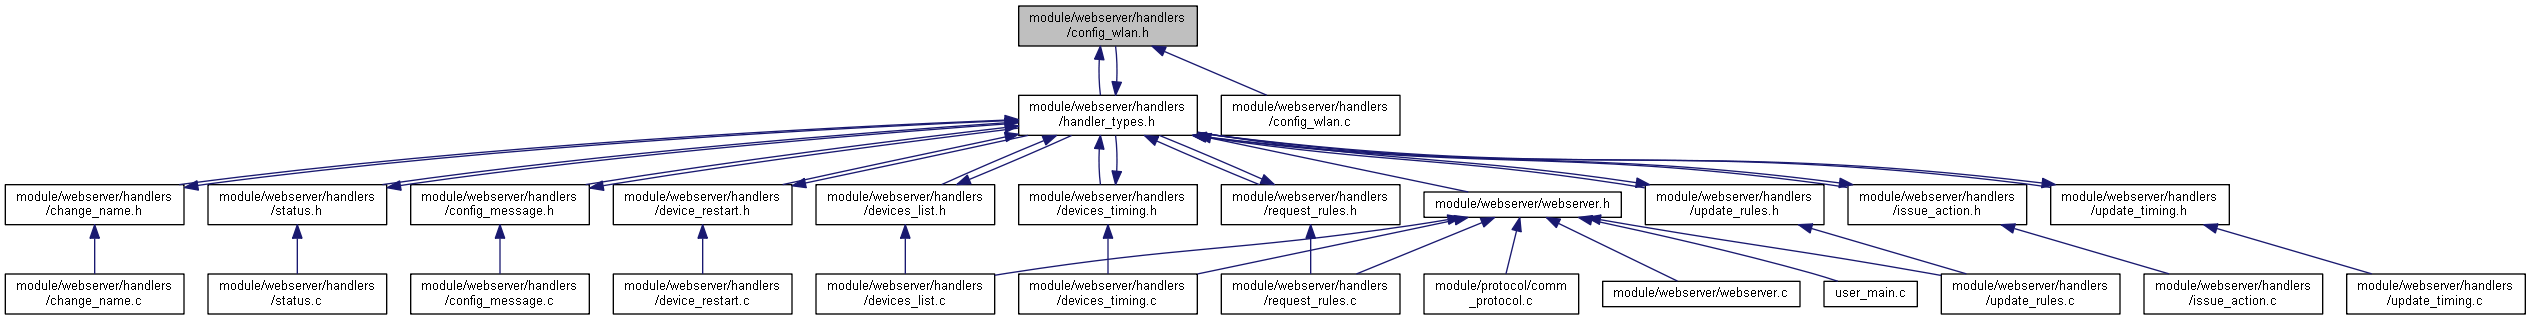 module/webserver/handlers
/config_wlan.h
module/webserver/handlers
/handler_types.h
module/webserver/handlers
/config_wlan.c
module/webserver/handlers
/change_name.h
module/webserver/handlers
/status.h
module/webserver/handlers
/config_message.h
module/webserver/handlers
/device_restart.h
module/webserver/handlers
/devices_list.h
module/webserver/handlers
/devices_timing.h
module/webserver/handlers
/request_rules.h
module/webserver/webserver.h
module/webserver/handlers
/update_rules.h
module/webserver/handlers
/issue_action.h
module/webserver/handlers
/update_timing.h
module/webserver/handlers
/change_name.c
module/webserver/handlers
/status.c
module/webserver/handlers
/config_message.c
module/webserver/handlers
/device_restart.c
module/webserver/handlers
/devices_list.c
module/webserver/handlers
/devices_timing.c
module/webserver/handlers
/request_rules.c
module/protocol/comm
_protocol.c
module/webserver/webserver.c
user_main.c
module/webserver/handlers
/update_rules.c
module/webserver/handlers
/issue_action.c
module/webserver/handlers
/update_timing.c